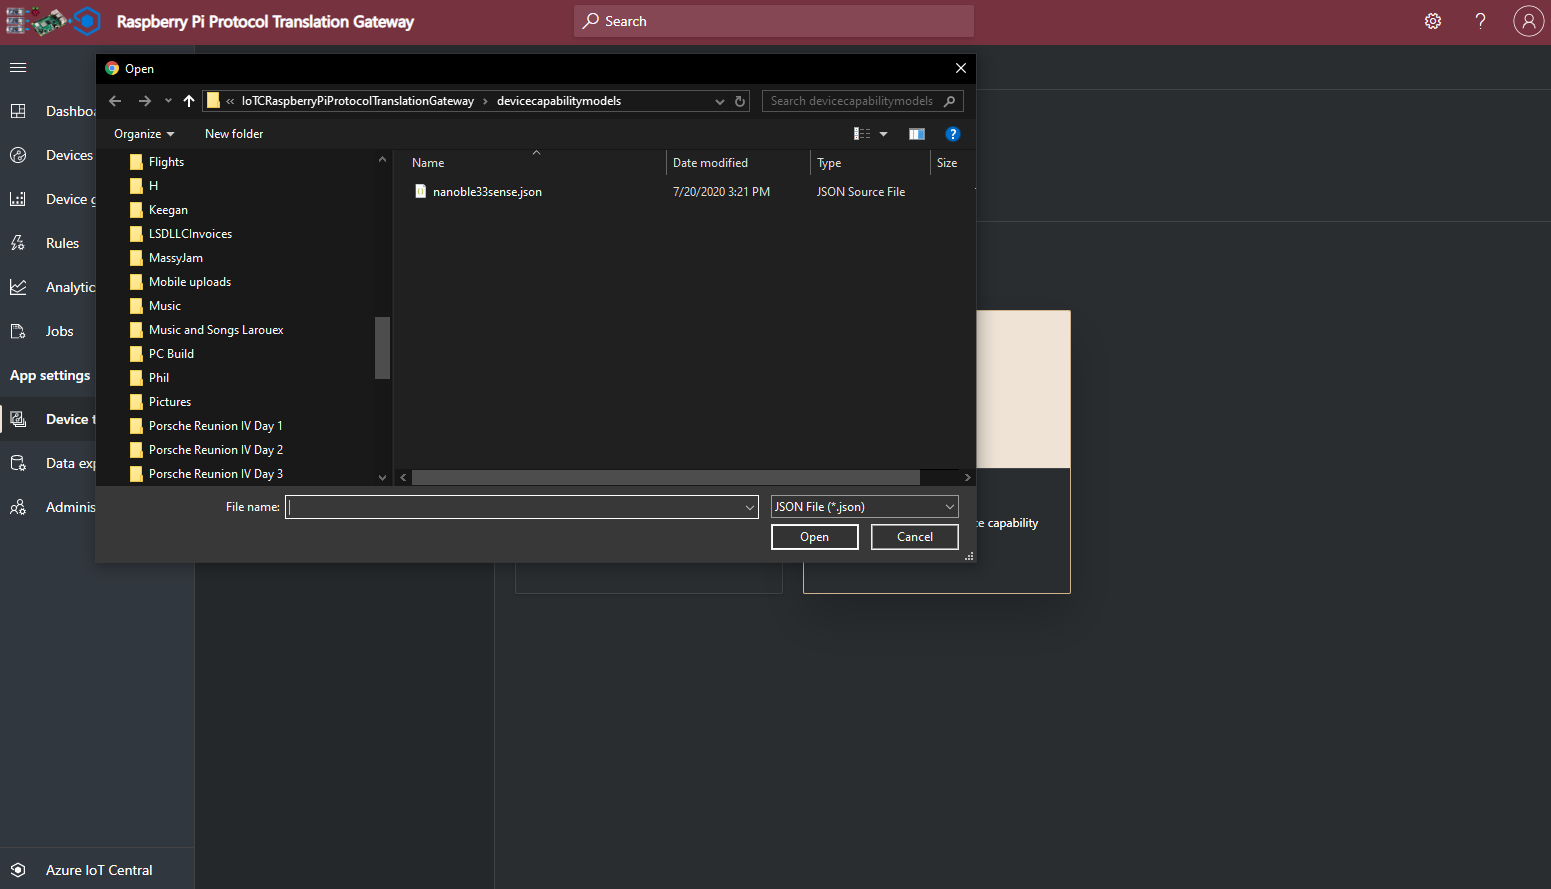 Raspberry Pi Protocol Translation Gateway
Search
?
Open
« IoTCRaspberryPiProtocolTranslationGateway › devicecapabilitymodels
Search devicecapabilitymodels
Organize
New folder
?
Flights
H
Keegan
LSDLLCInvoices
MassyJam
Mobile uploads
Music
Music and Songs Larouex
PC Build
Phil
Pictures
Porsche Reunion IV Day 1
Porsche Reunion IV Day 2
Porsche Reunion IV Day 3
Name Date modified Type Size
nanoble33sense.json 7/20/2020 3:21 PM JSON Source File
File name:
JSON File (*.json)
Open
Cancel
Dashboa
Devices
Device g
Rules
Analytic
Jobs
App settings
Device t
Data exp
Adminis
Azure IoT Central
ce capability